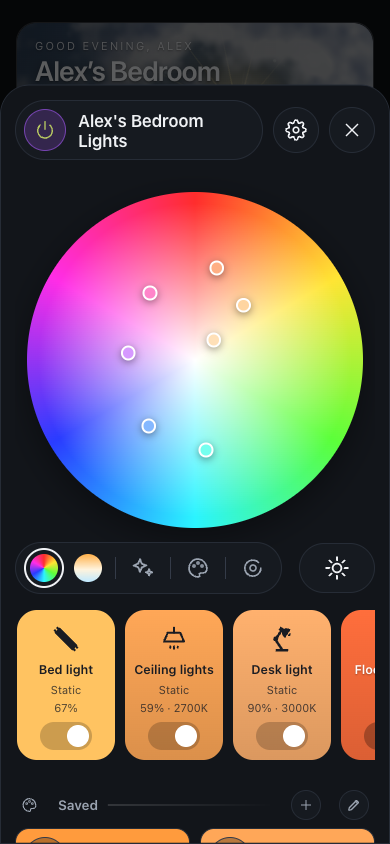 GOOD EVENING, ALEX
Alex's Bedroom
Alex's Bedroom
Lights
Bed light
Static
67%
Ceiling lights
Static
59% · 2700K
Desk light
Static
90% · 3000K
Saved